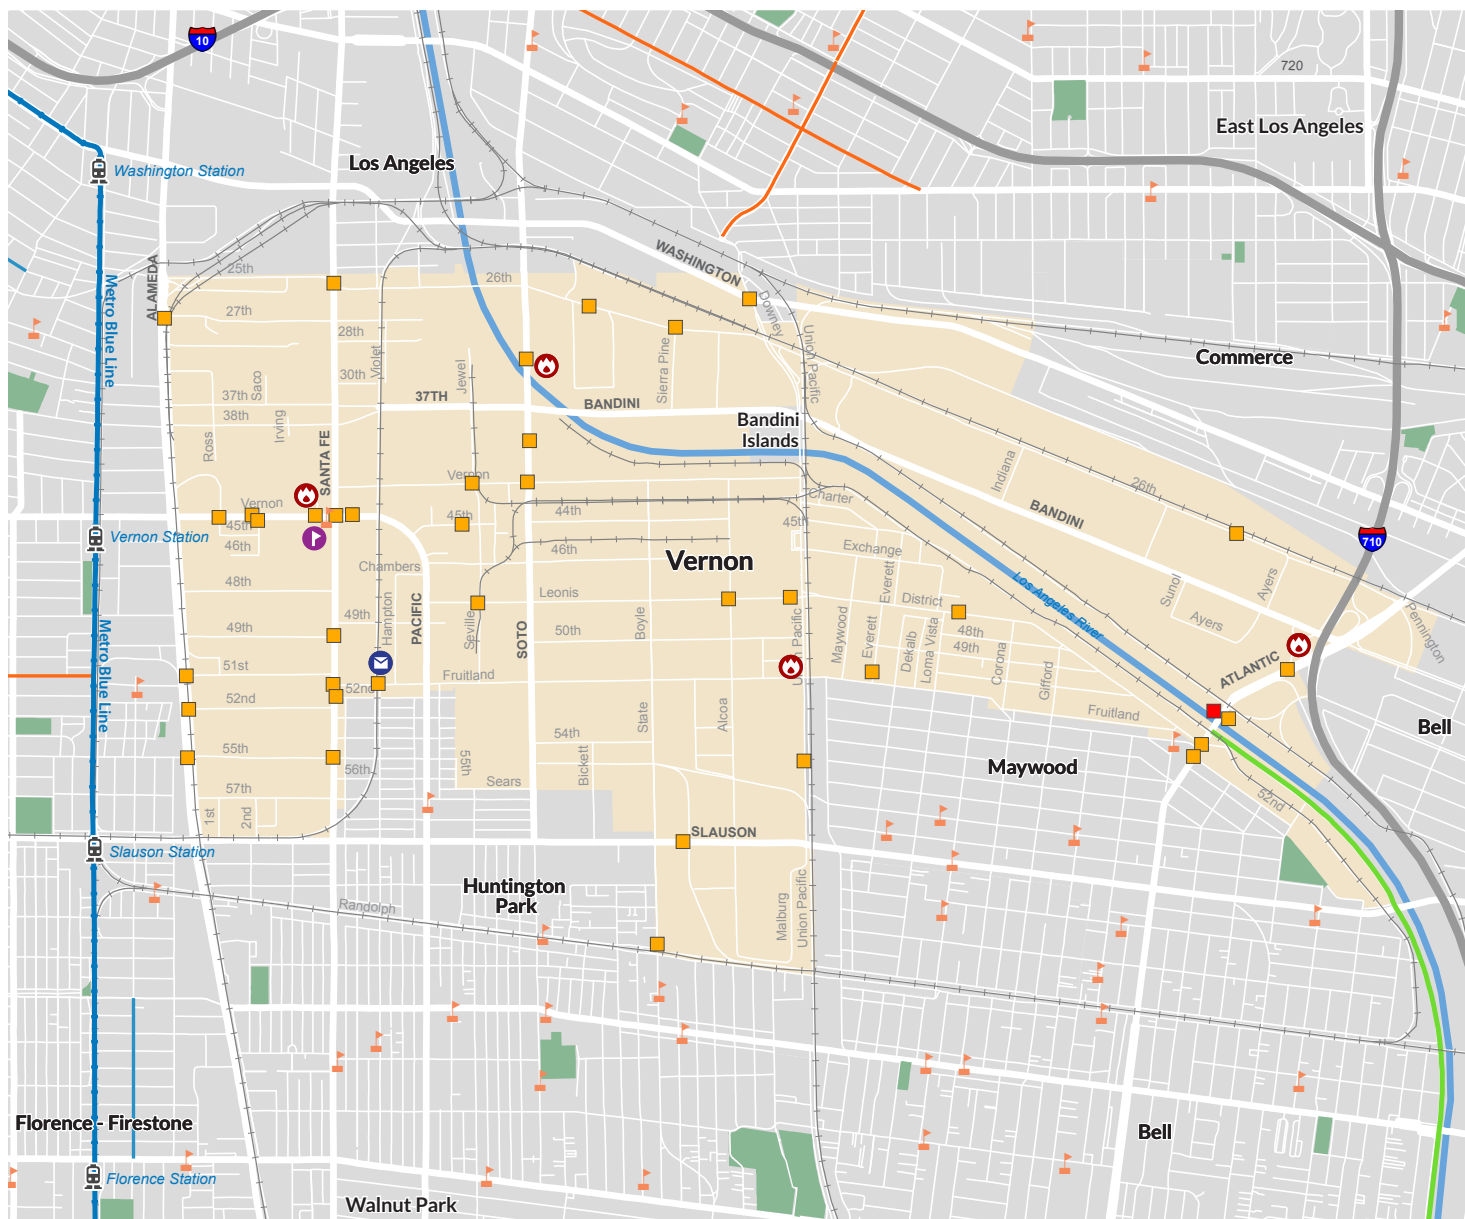 10
720
East Los Angeles
Los Angeles
Washington Station
WASHINGTON
ALAMEDA
25th
26th
Metro Blue Line
27th
Downey
28th
Union Pacific
Violet
Sierra Pine
Commerce
30th
Jewel
Saco
37th
37TH
BANDINI
38th
Irving
Bandini
Islands
Ross
SANTA FE
Indiana
Vernon
26th
Vernon
Charter
BANDINI
44th
45th
45th
45th
Vernon Station
710
46th
46th
Exchange
Vernon
Chambers
48th
Everett
Los Angeles River
Sunol
Ayers
Leonis
District
Hampton
PACIFIC
49th
Boyle
Ayers
Pennington
49th
Seville
SOTO
50th
Union Pacific
Maywood
Everett
Dekalb
Loma Vista
48th
49th
Corona
Gifford
Metro Blue Line
51st
Fruitland
ATLANTIC
52nd
52nd
State
Alcoa
Fruitland
Bell
54th
55th
55th
56th
Bickett
Maywood
57th
Sears
52nd
1st
2nd
SLAUSON
Slauson Station
Huntington
Park
Randolph
Malburg
Union Pacific
Florence - Firestone
Bell
Florence Station
Walnut Park